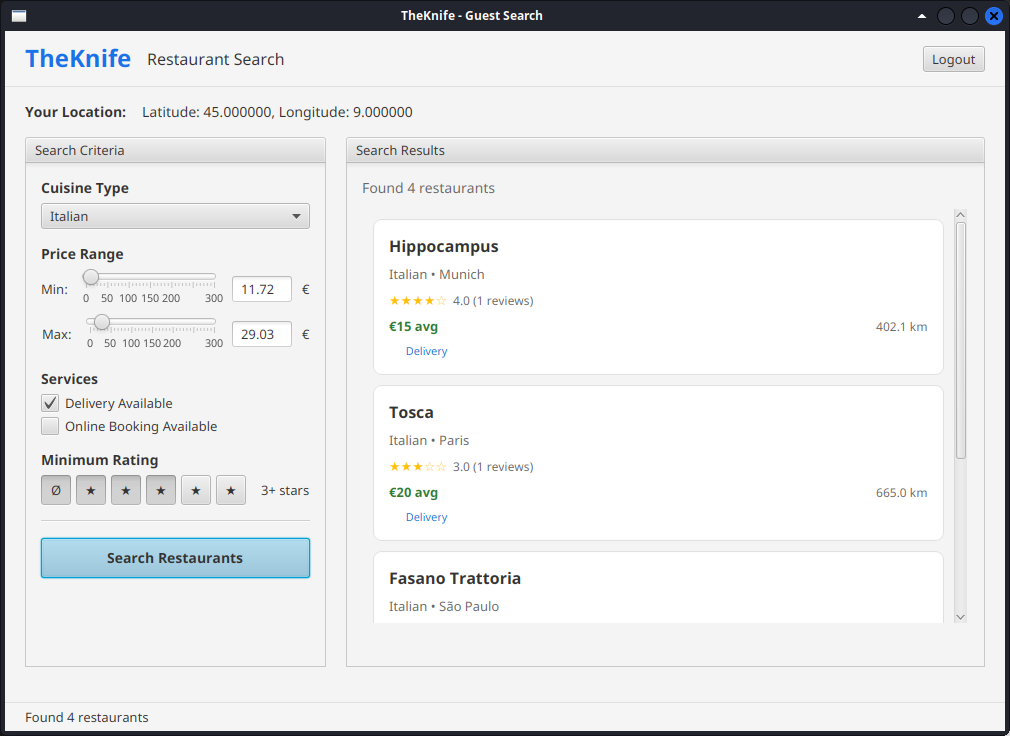 TheKnife - Guest Search
TheKnife Restaurant Search
Logout
Your Location: Latitude: 45.000000, Longitude: 9.000000
Search Criteria
Cuisine Type
Italian
Price Range
Min: 11.72 €
0 50 100 150 200 300
Max: 29.03 €
0 50 100 150 200 300
Services
Delivery Available
Online Booking Available
Minimum Rating
Ø ★ ★ ★ ★ ★ 3+ stars
Search Restaurants
Search Results
Found 4 restaurants
Hippocampus
Italian • Munich
★★★★☆ 4.0 (1 reviews)
€15 avg 402.1 km
Delivery
Tosca
Italian • Paris
★★★☆☆ 3.0 (1 reviews)
€20 avg 665.0 km
Delivery
Fasano Trattoria
Italian • São Paulo
Found 4 restaurants